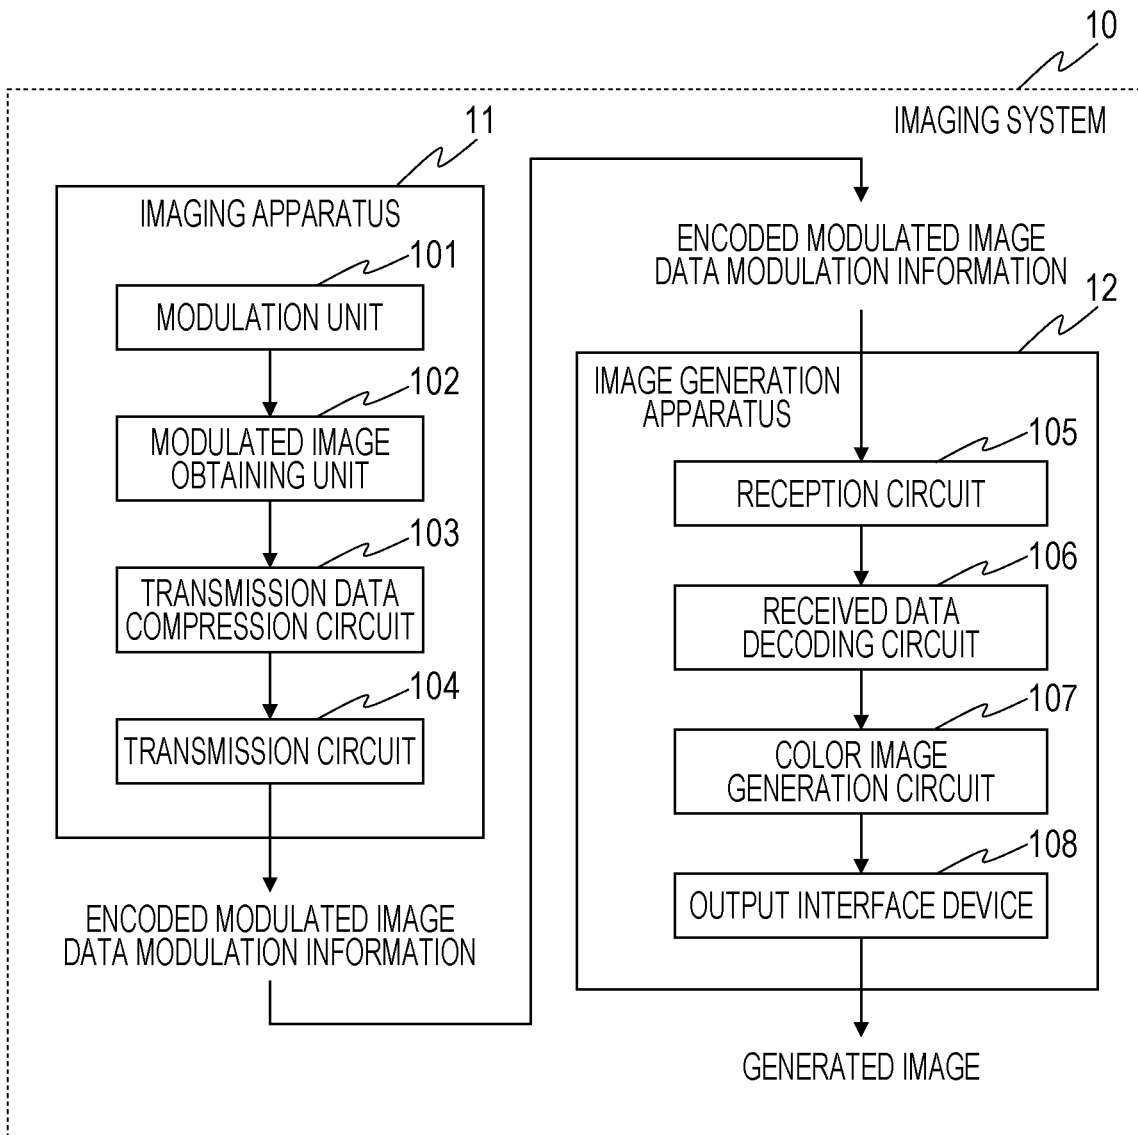 10
IMAGING SYSTEM
11
IMAGING APPARATUS
101
MODULATION UNIT
102
MODULATED IMAGE
OBTAINING UNIT
103
TRANSMISSION DATA
COMPRESSION CIRCUIT
104
TRANSMISSION CIRCUIT
ENCODED MODULATED IMAGE
DATA MODULATION INFORMATION
ENCODED MODULATED IMAGE
DATA MODULATION INFORMATION
12
IMAGE GENERATION
APPARATUS
105
RECEPTION CIRCUIT
106
RECEIVED DATA
DECODING CIRCUIT
107
COLOR IMAGE
GENERATION CIRCUIT
108
OUTPUT INTERFACE DEVICE
GENERATED IMAGE